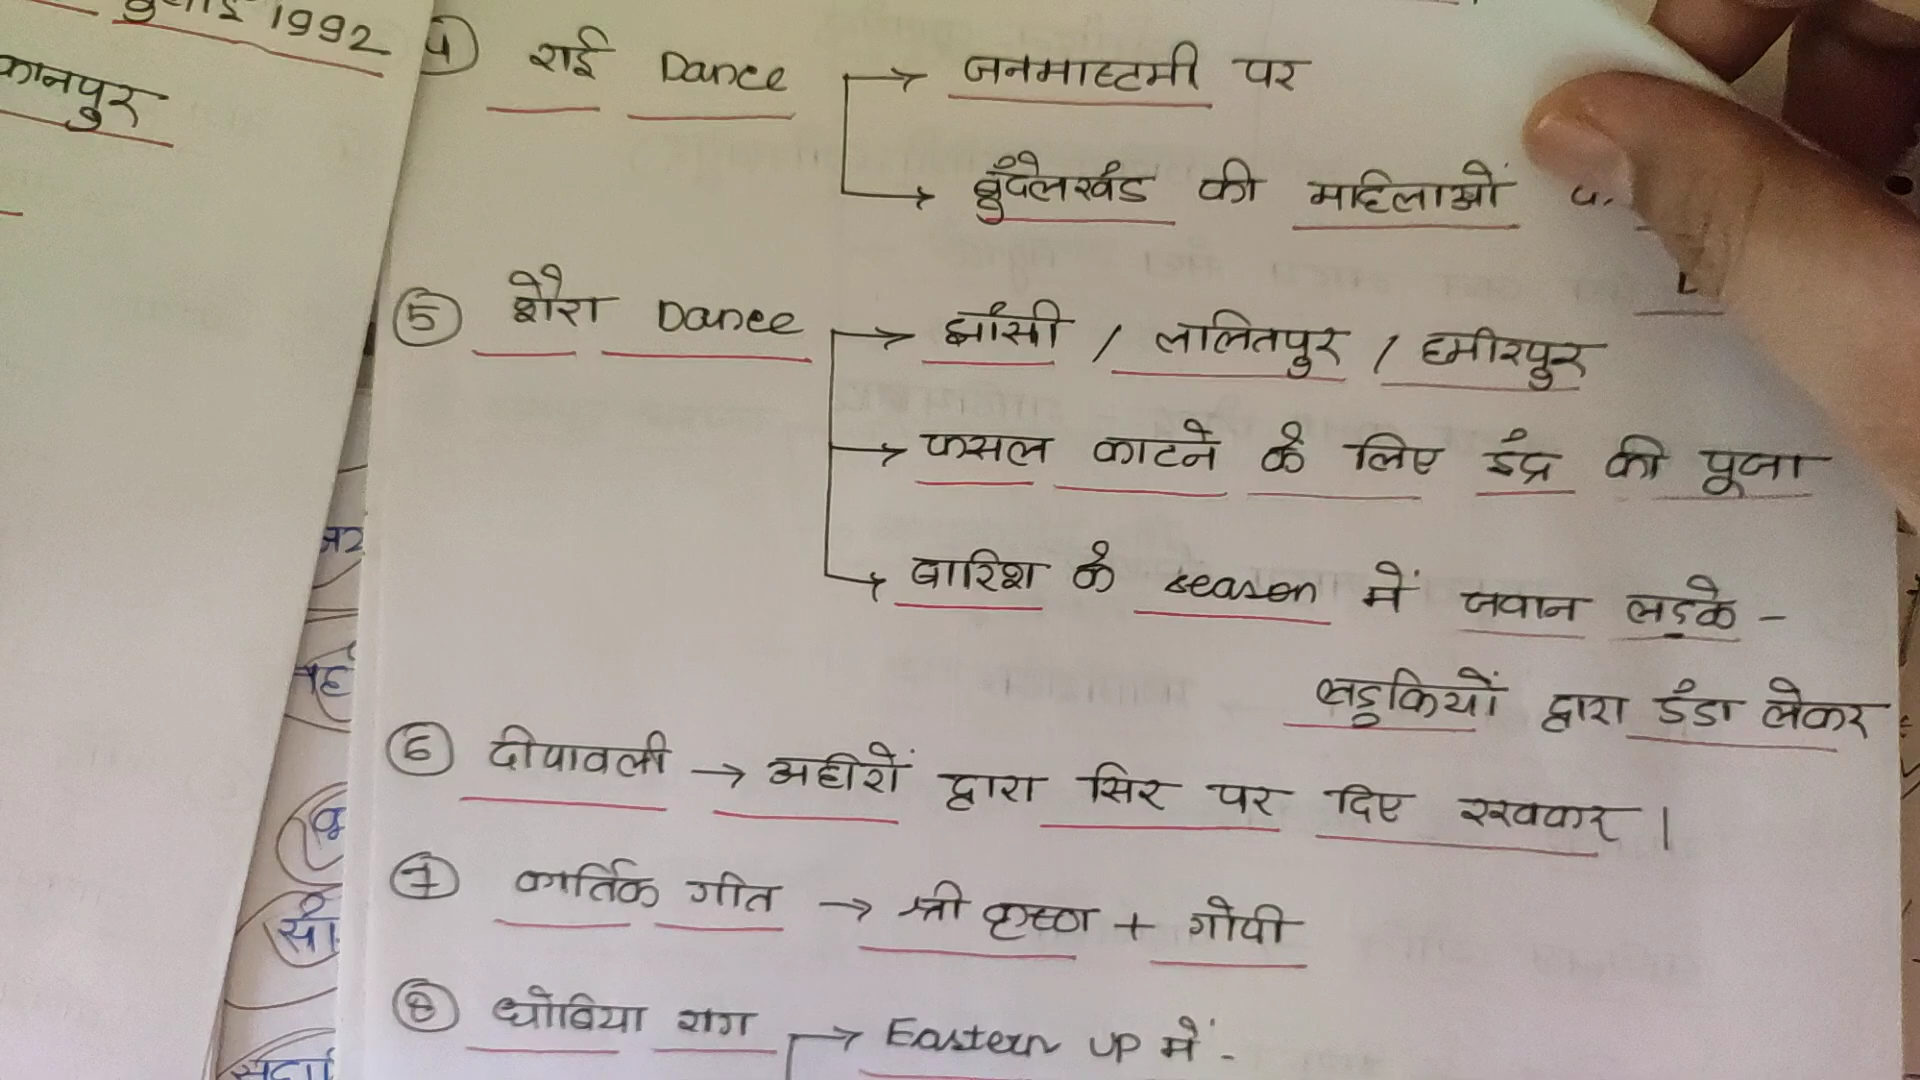 1992
कानपुर
4 राई Dance → जनमाष्टमी पर
→ बुंदेलखंड की महिलाओं
5 शैरा Dance → झाँसी / ललितपुर / हमीरपुर
→ फसल काटने के लिए इंद्र की पूजा
→ बारिश के season में जवान लड़के -
लड़कियों द्वारा डंडा लेकर
6 दीपावली → अहीरों द्वारा सिर पर दिए रखकर ।
7 कार्तिक गीत → श्री कृष्ण + गोपी
8 धोबिया राग → Eastern UP में -